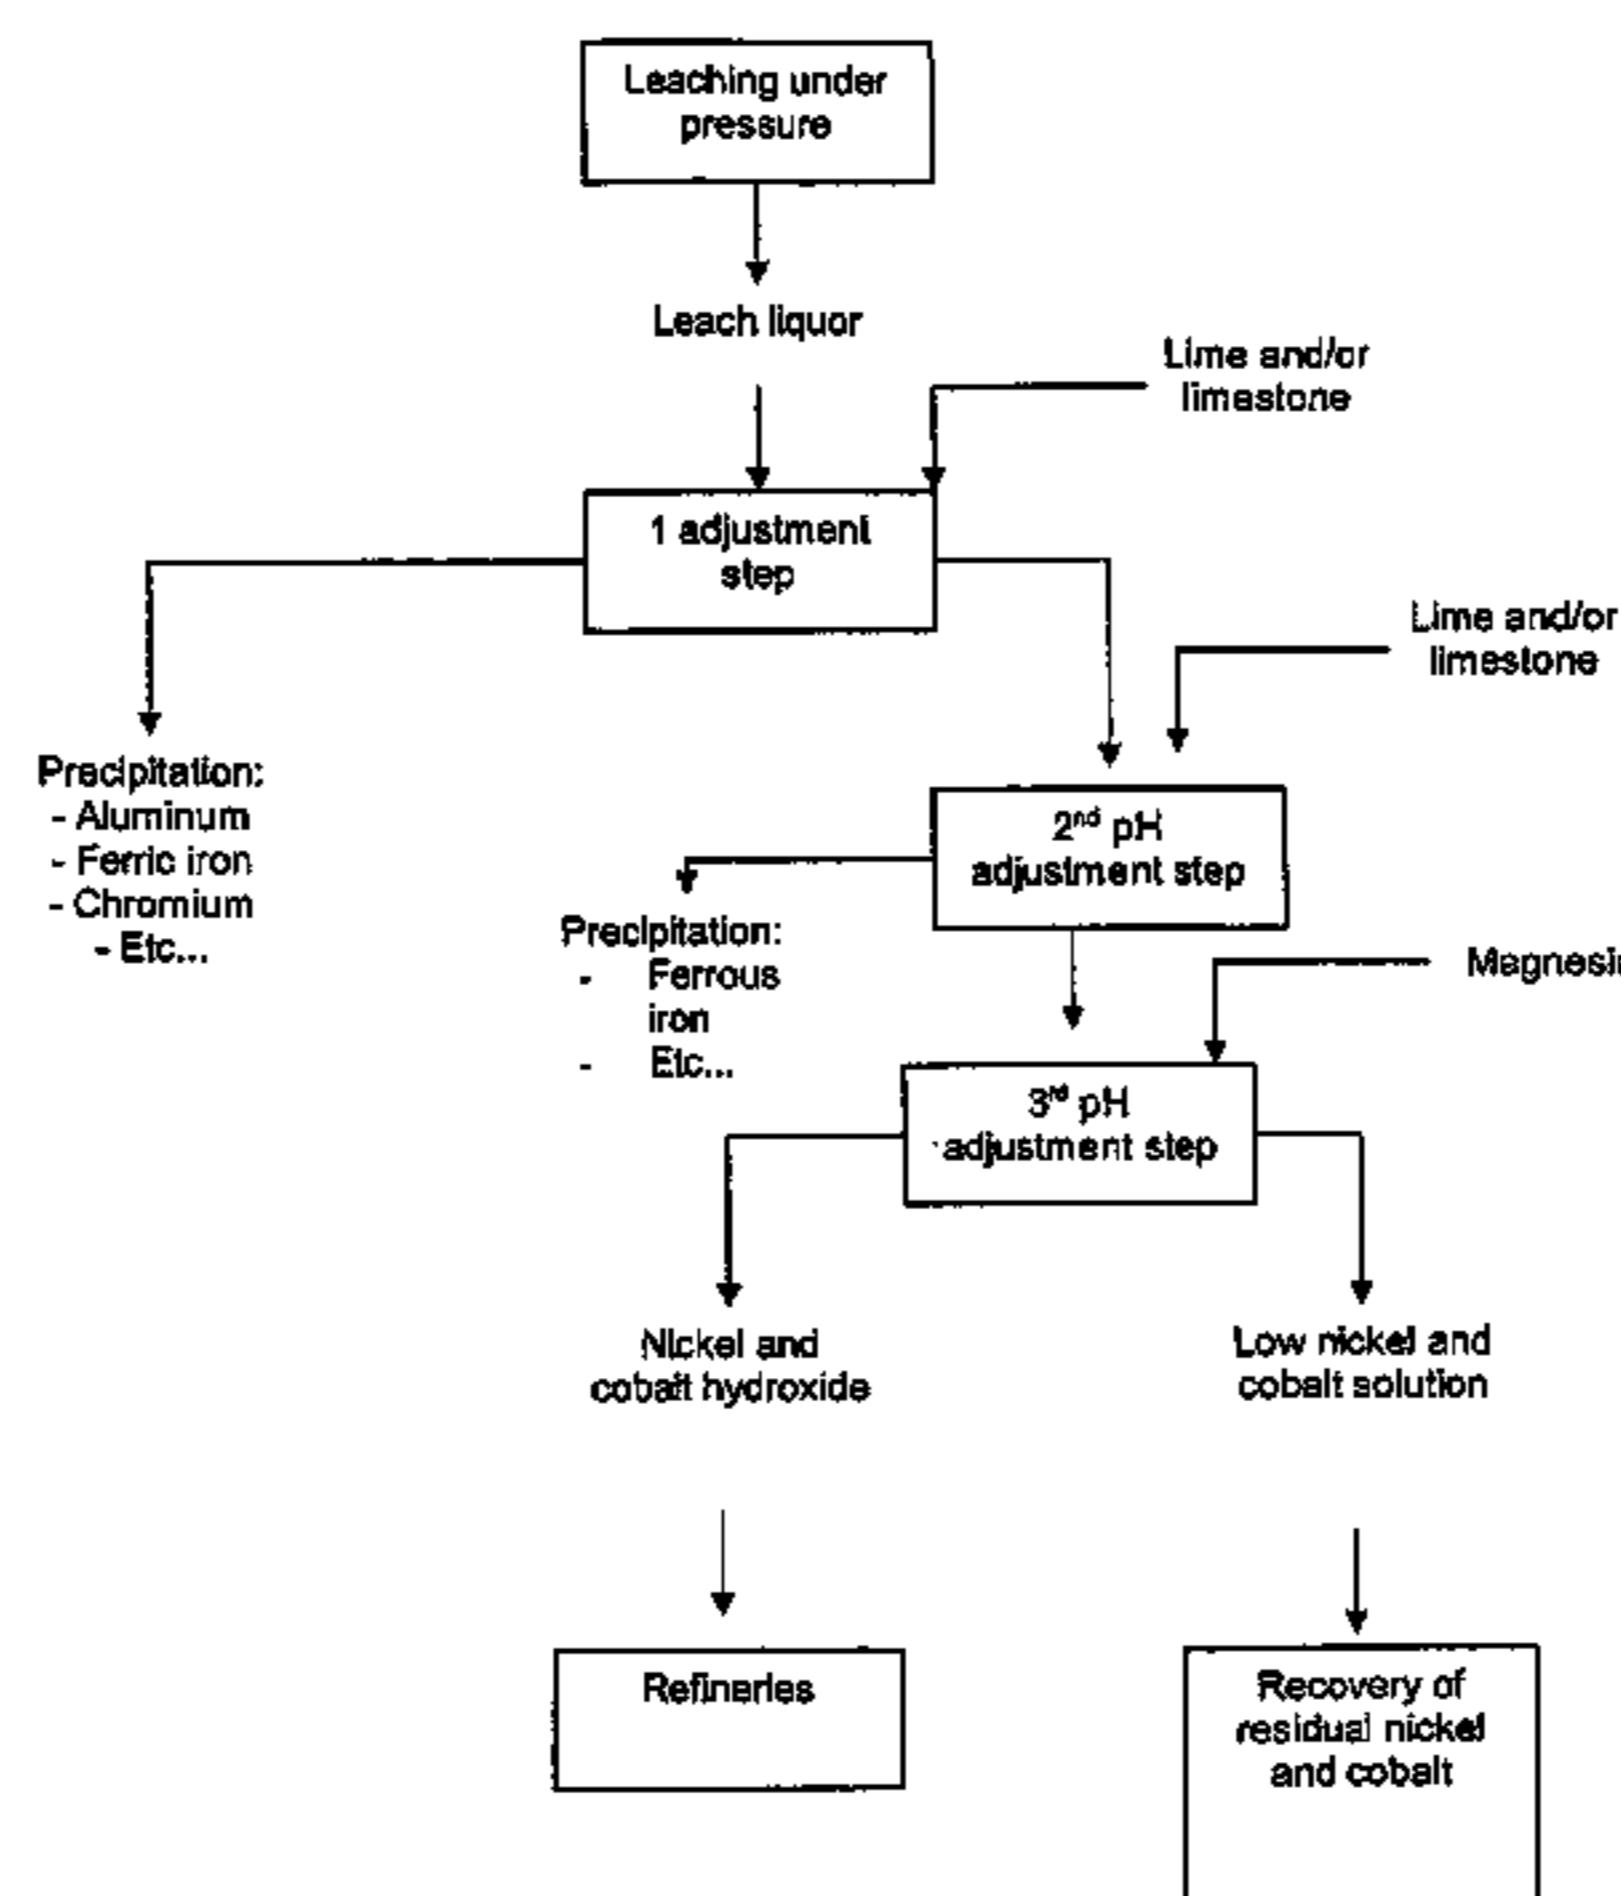 Leaching under
pressure
Leach liquor
Lime and/or
limestone
1 adjustment
step
Lime and/or
limestone
Precipitation:
- Aluminum
- Ferric iron
- Chromium
- Etc...
2nd pH
adjustment step
Precipitation:
- Ferrous
iron
- Etc...
Magnesi
3rd pH
adjustment step
Nickel and
cobalt hydroxide
Low nickel and
cobalt solution
Refineries
Recovery of
residual nickel
and cobalt